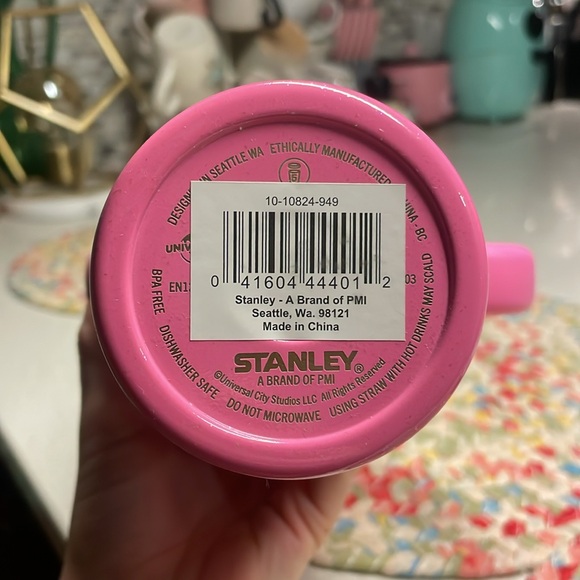 DESIGNED IN SEATTLE WA ETHICALLY MANUFACTURED CHINA - BC
10-10824-949
0 41604 44401 2
Stanley - A Brand of PMI
Seattle, Wa. 98121
Made in China
STANLEY®
A BRAND OF PMI
©Universal City Studios LLC All Rights Reserved
BPA FREE DISHWASHER SAFE DO NOT MICROWAVE USING STRAW WITH HOT DRINKS MAY SCALD